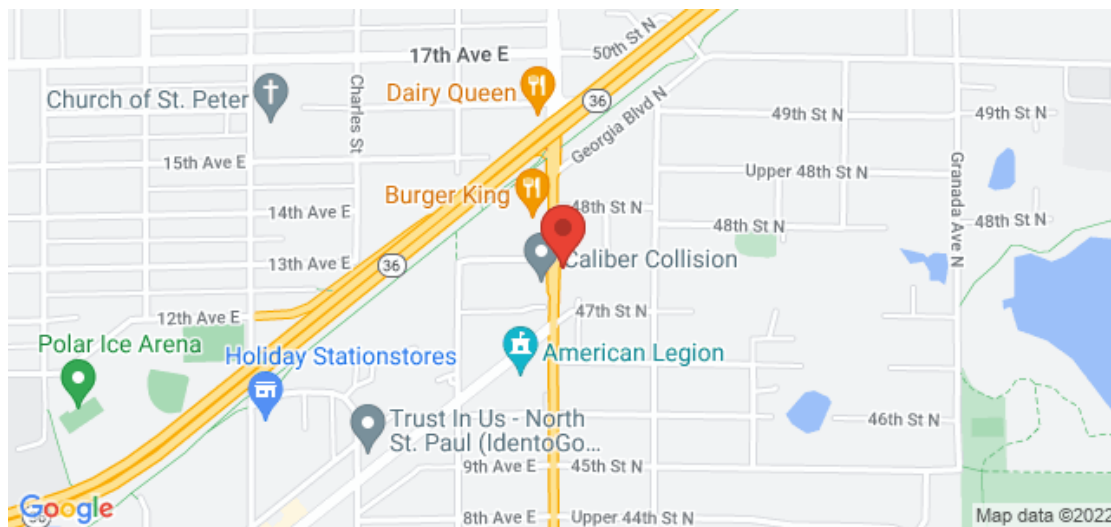 50th St N
17th Ave E
Church of St. Peter
Charles St
Dairy Queen
36
Georgia Blvd N
49th St N
49th St N
15th Ave E
Upper 48th St N
Granada Ave N
Burger King
14th Ave E
48th St N
48th St N
48th St N
13th Ave E
36
Caliber Collision
12th Ave E
47th St N
Polar Ice Arena
Holiday Stationstores
American Legion
Trust In Us - North
St. Paul (IdentoGo...
46th St N
9th Ave E
45th St N
Google
36
8th Ave E
Upper 44th St N
Map data ©2022